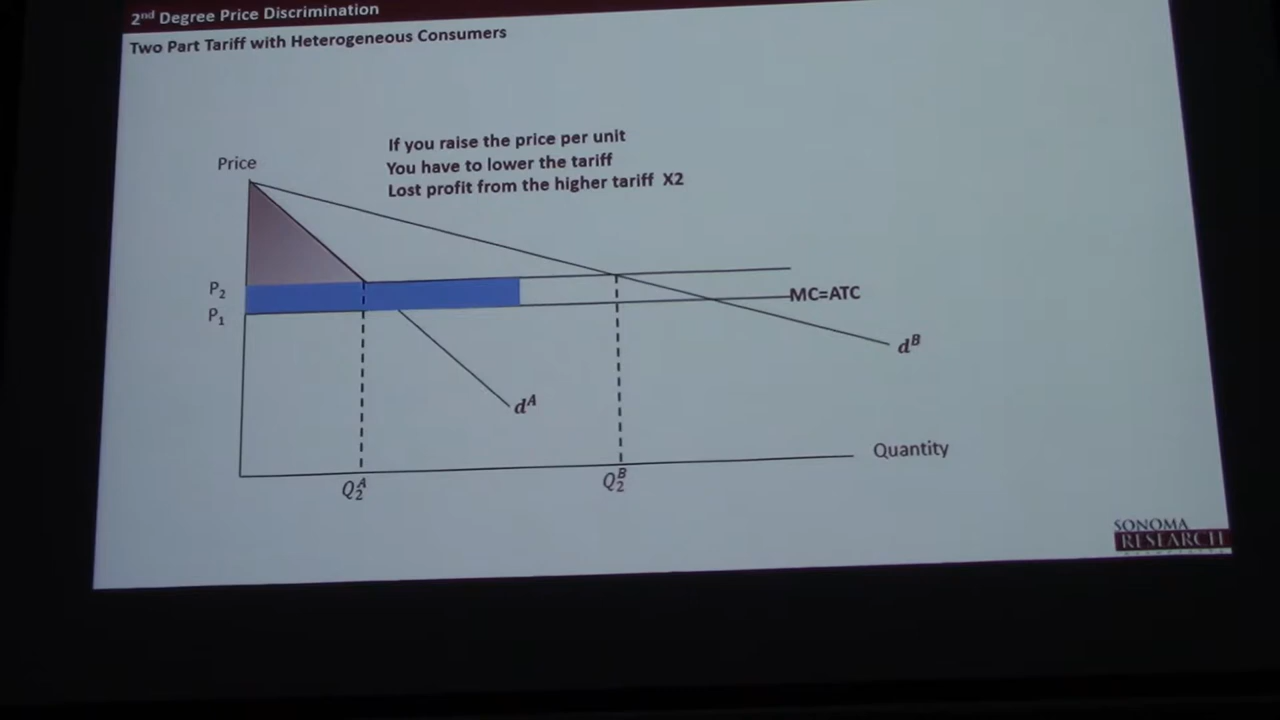 2nd Degree Price Discrimination
Two Part Tariff with Heterogeneous Consumers
If you raise the price per unit
You have to lower the tariff
Lost profit from the higher tariff X2
Price
P2
P1
MC=ATC
dB
dA
Quantity
Q2A
Q2B
SONOMA
RESEARCH